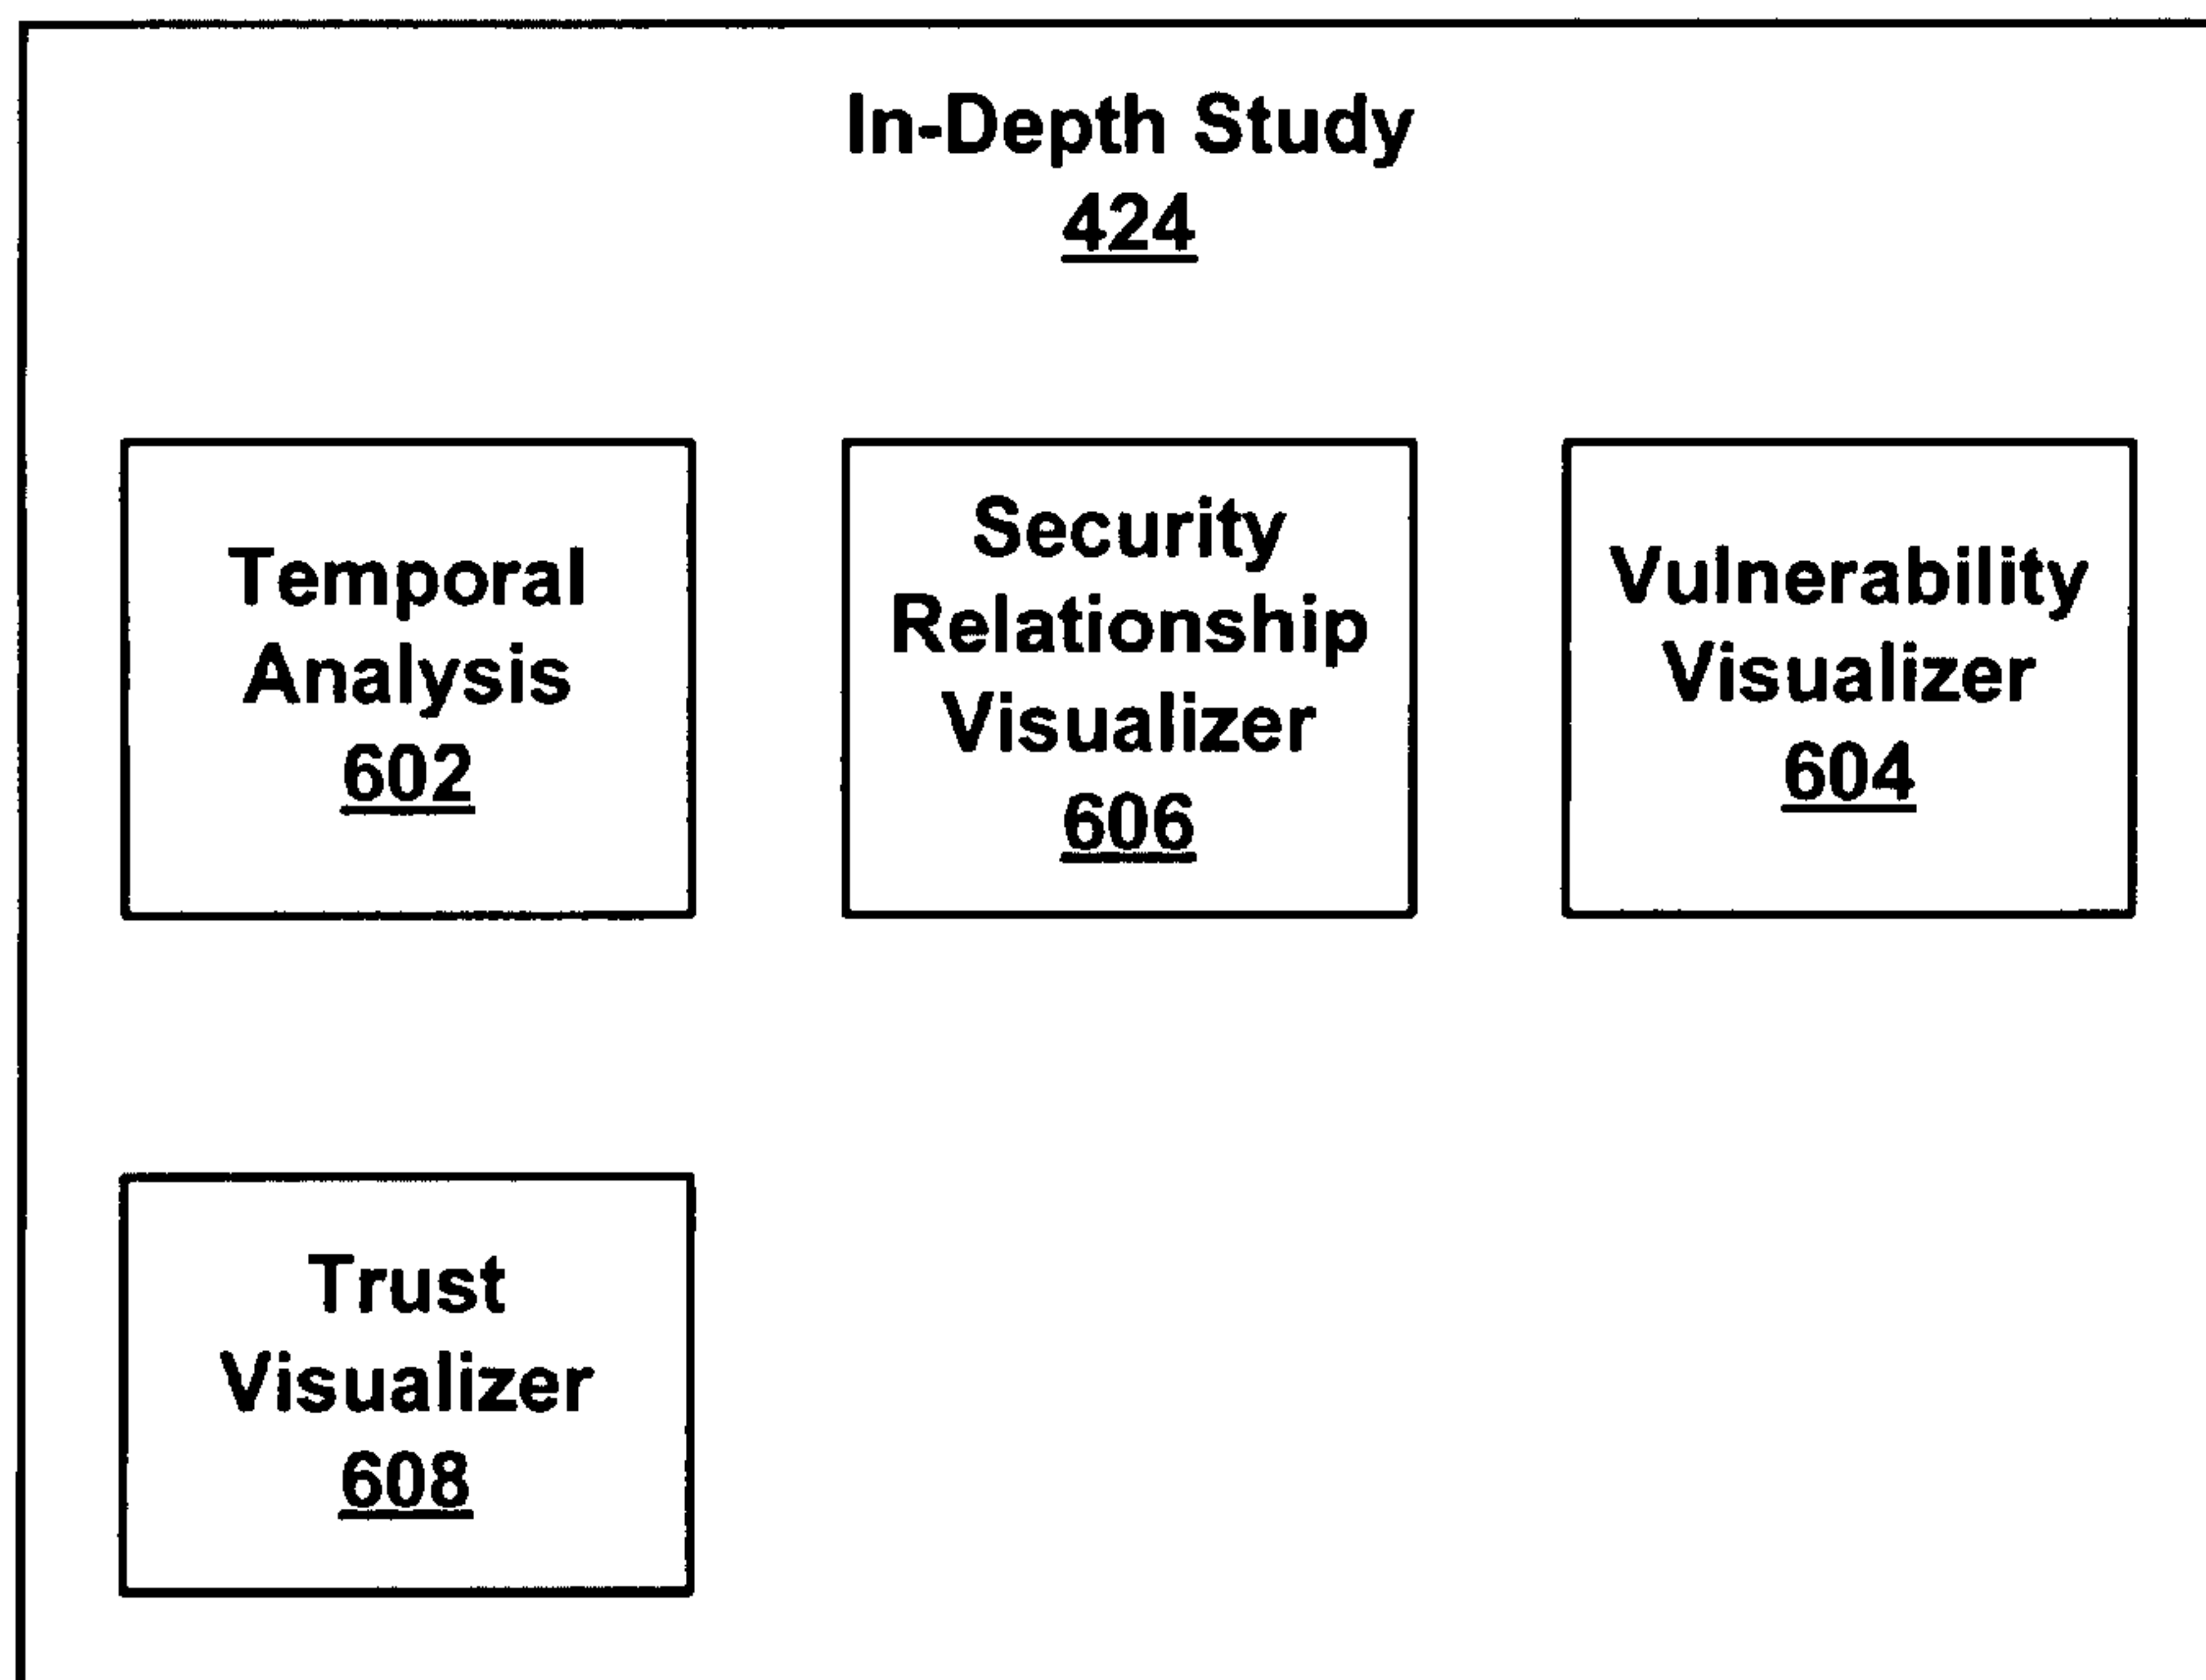 In-Depth Study
424
Temporal
Analysis
602
Security
Relationship
Visualizer
606
Vulnerability
Visualizer
604
Trust
Visualizer
608